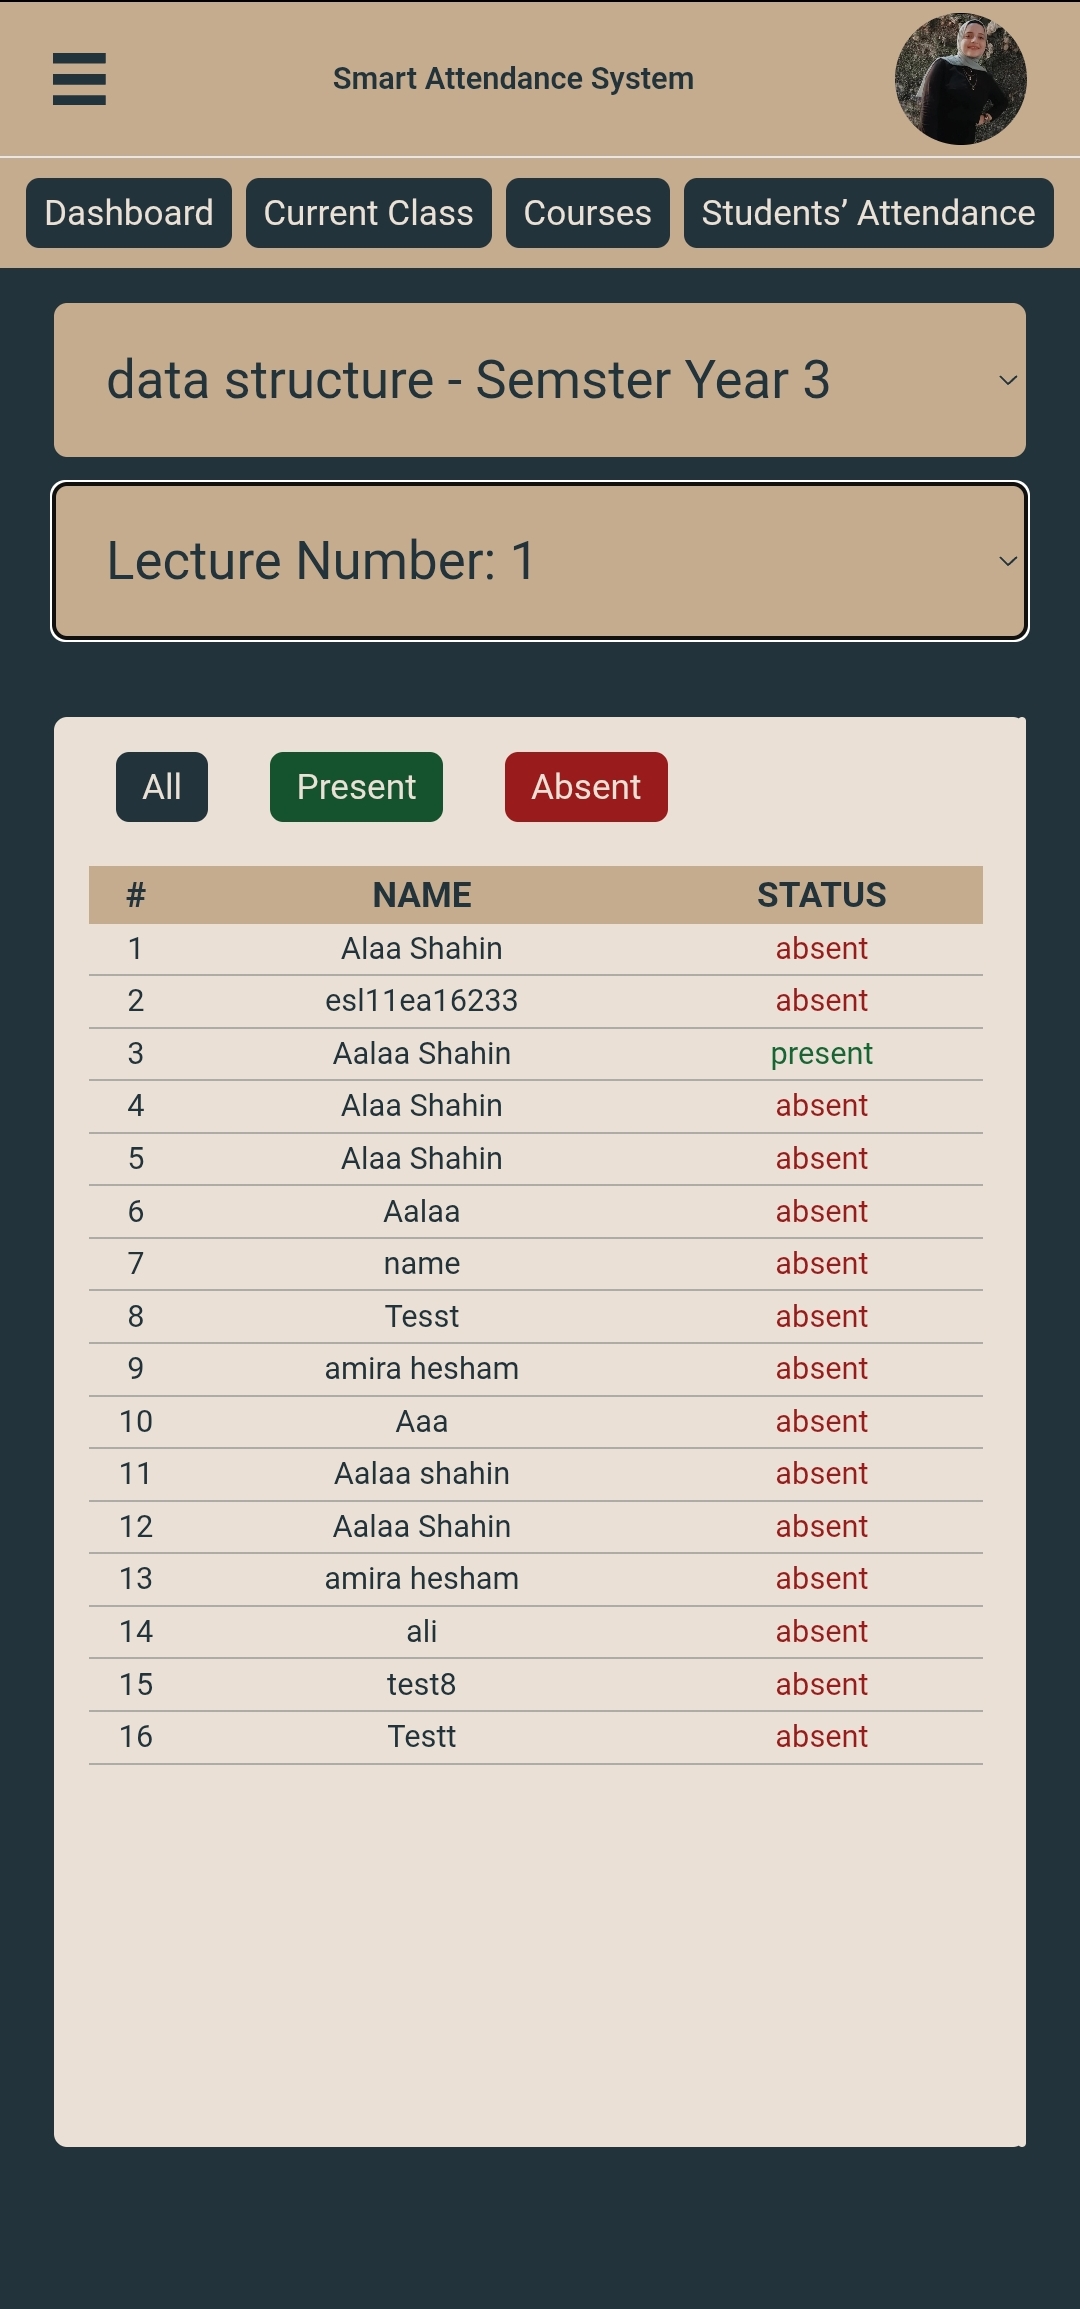 Smart Attendance System
Dashboard Current Class Courses Students’ Attendance
data structure - Semster Year 3
Lecture Number: 1
All Present Absent
# NAME STATUS
1 Alaa Shahin absent
2 esl11ea16233 absent
3 Aalaa Shahin present
4 Alaa Shahin absent
5 Alaa Shahin absent
6 Aalaa absent
7 name absent
8 Tesst absent
9 amira hesham absent
10 Aaa absent
11 Aalaa shahin absent
12 Aalaa Shahin absent
13 amira hesham absent
14 ali absent
15 test8 absent
16 Testt absent